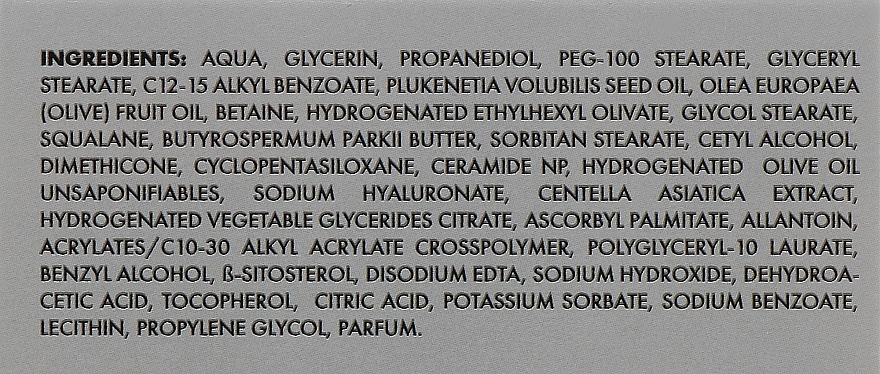 INGREDIENTS: AQUA, GLYCERIN, PROPANEDIOL, PEG-100 STEARATE, GLYCERYL
STEARATE, C12-15 ALKYL BENZOATE, PLUKENETIA VOLUBILIS SEED OIL, OLEA EUROPAEA
(OLIVE) FRUIT OIL, BETAINE, HYDROGENATED ETHYLHEXYL OLIVATE, GLYCOL STEARATE,
SQUALANE, BUTYROSPERMUM PARKII BUTTER, SORBITAN STEARATE, CETYL ALCOHOL,
DIMETHICONE, CYCLOPENTASILOXANE, CERAMIDE NP, HYDROGENATED OLIVE OIL
UNSAPONIFIABLES, SODIUM HYALURONATE, CENTELLA ASIATICA EXTRACT,
HYDROGENATED VEGETABLE GLYCERIDES CITRATE, ASCORBYL PALMITATE, ALLANTOIN,
ACRYLATES/C10-30 ALKYL ACRYLATE CROSSPOLYMER, POLYGLYCERYL-10 LAURATE,
BENZYL ALCOHOL, ß-SITOSTEROL, DISODIUM EDTA, SODIUM HYDROXIDE, DEHYDROA-
CETIC ACID, TOCOPHEROL, CITRIC ACID, POTASSIUM SORBATE, SODIUM BENZOATE,
LECITHIN, PROPYLENE GLYCOL, PARFUM.